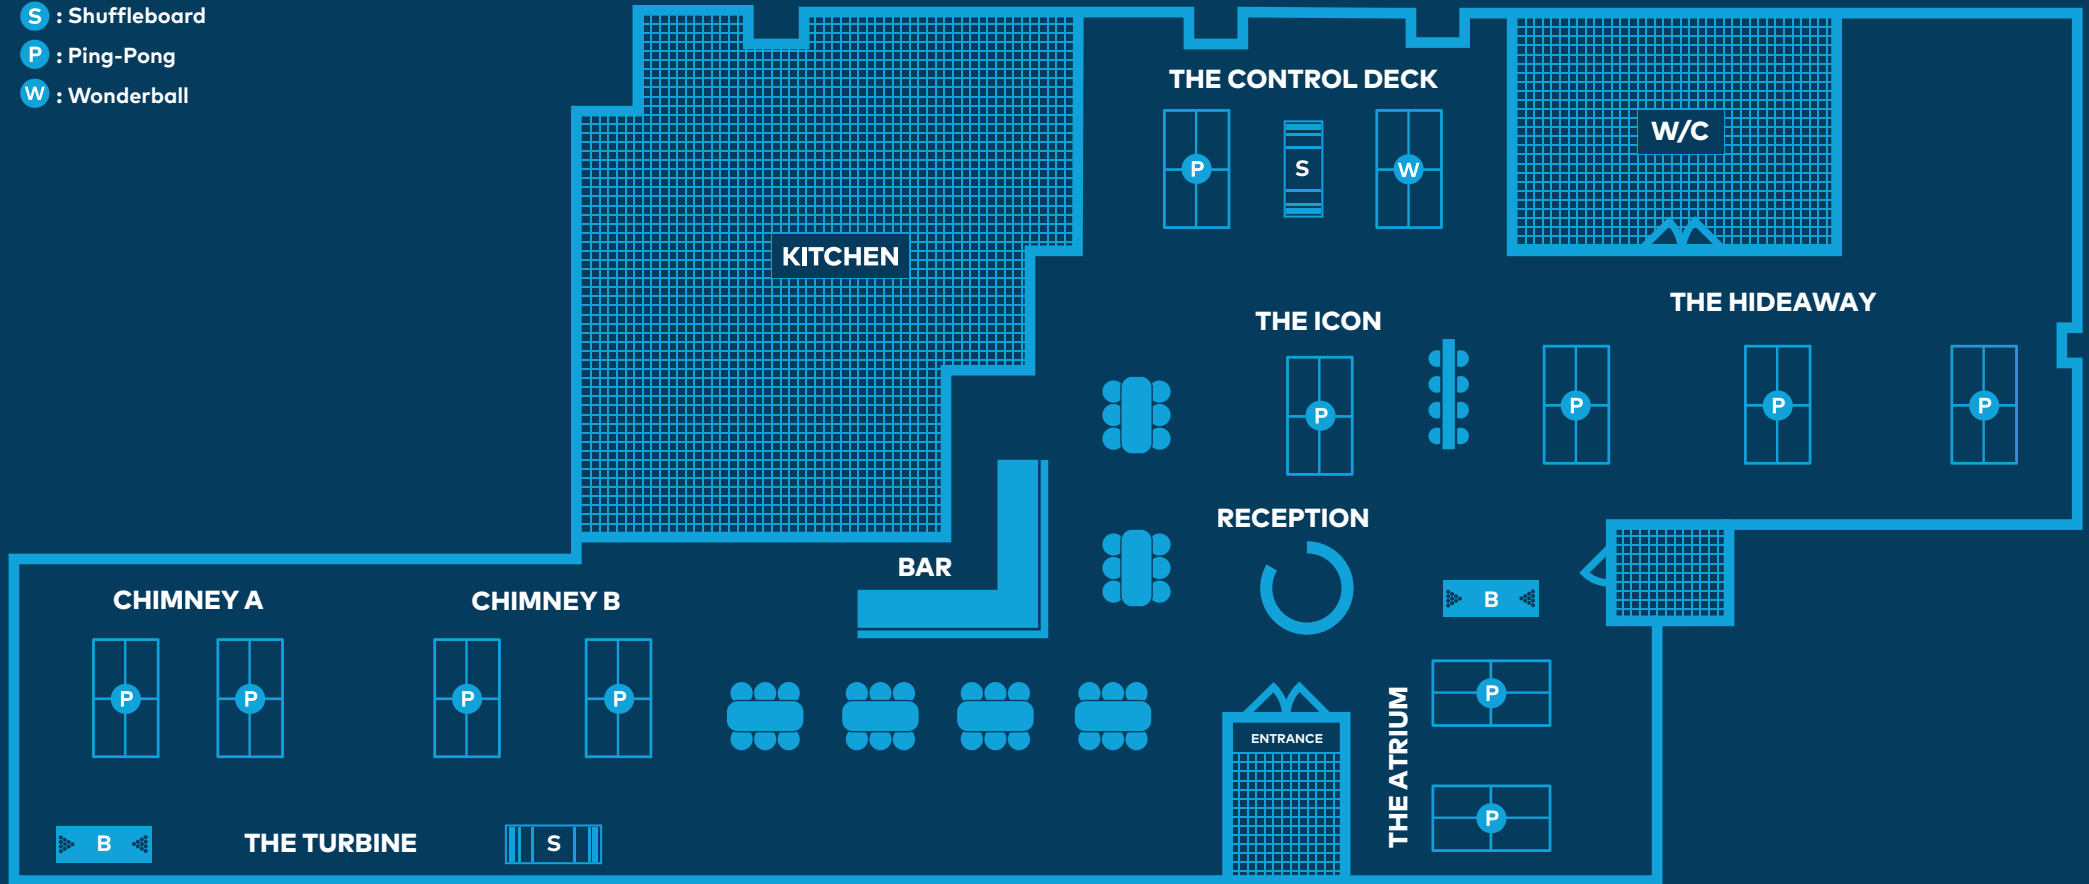 S : Shuffleboard
P : Ping-Pong
W : Wonderball
THE CONTROL DECK
P
S
W
W/C
KITCHEN
THE ICON
P
THE HIDEAWAY
P
P
P
RECEPTION
BAR
B
CHIMNEY A
P
P
CHIMNEY B
P
P
THE ATRIUM
P
P
ENTRANCE
B
THE TURBINE
S